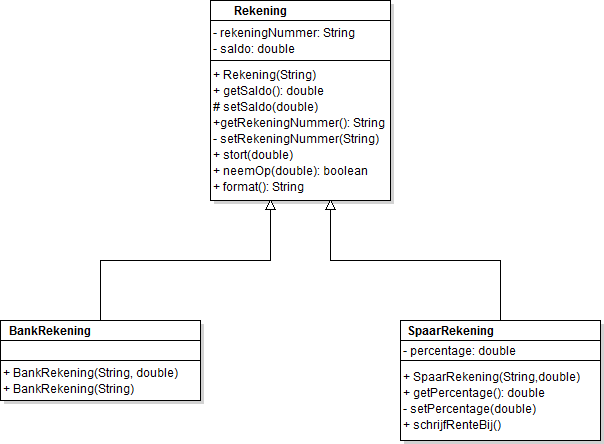 Rekening
- rekeningNummer: String
- saldo: double
+ Rekening(String)
+ getSaldo(): double
# setSaldo(double)
+getRekeningNummer(): String
- setRekeningNummer(String)
+ stort(double)
+ neemOp(double): boolean
+ format(): String
BankRekening
+ BankRekening(String, double)
+ BankRekening(String)
SpaarRekening
- percentage: double
+ SpaarRekening(String,double)
+ getPercentage(): double
- setPercentage(double)
+ schrijfRenteBij()